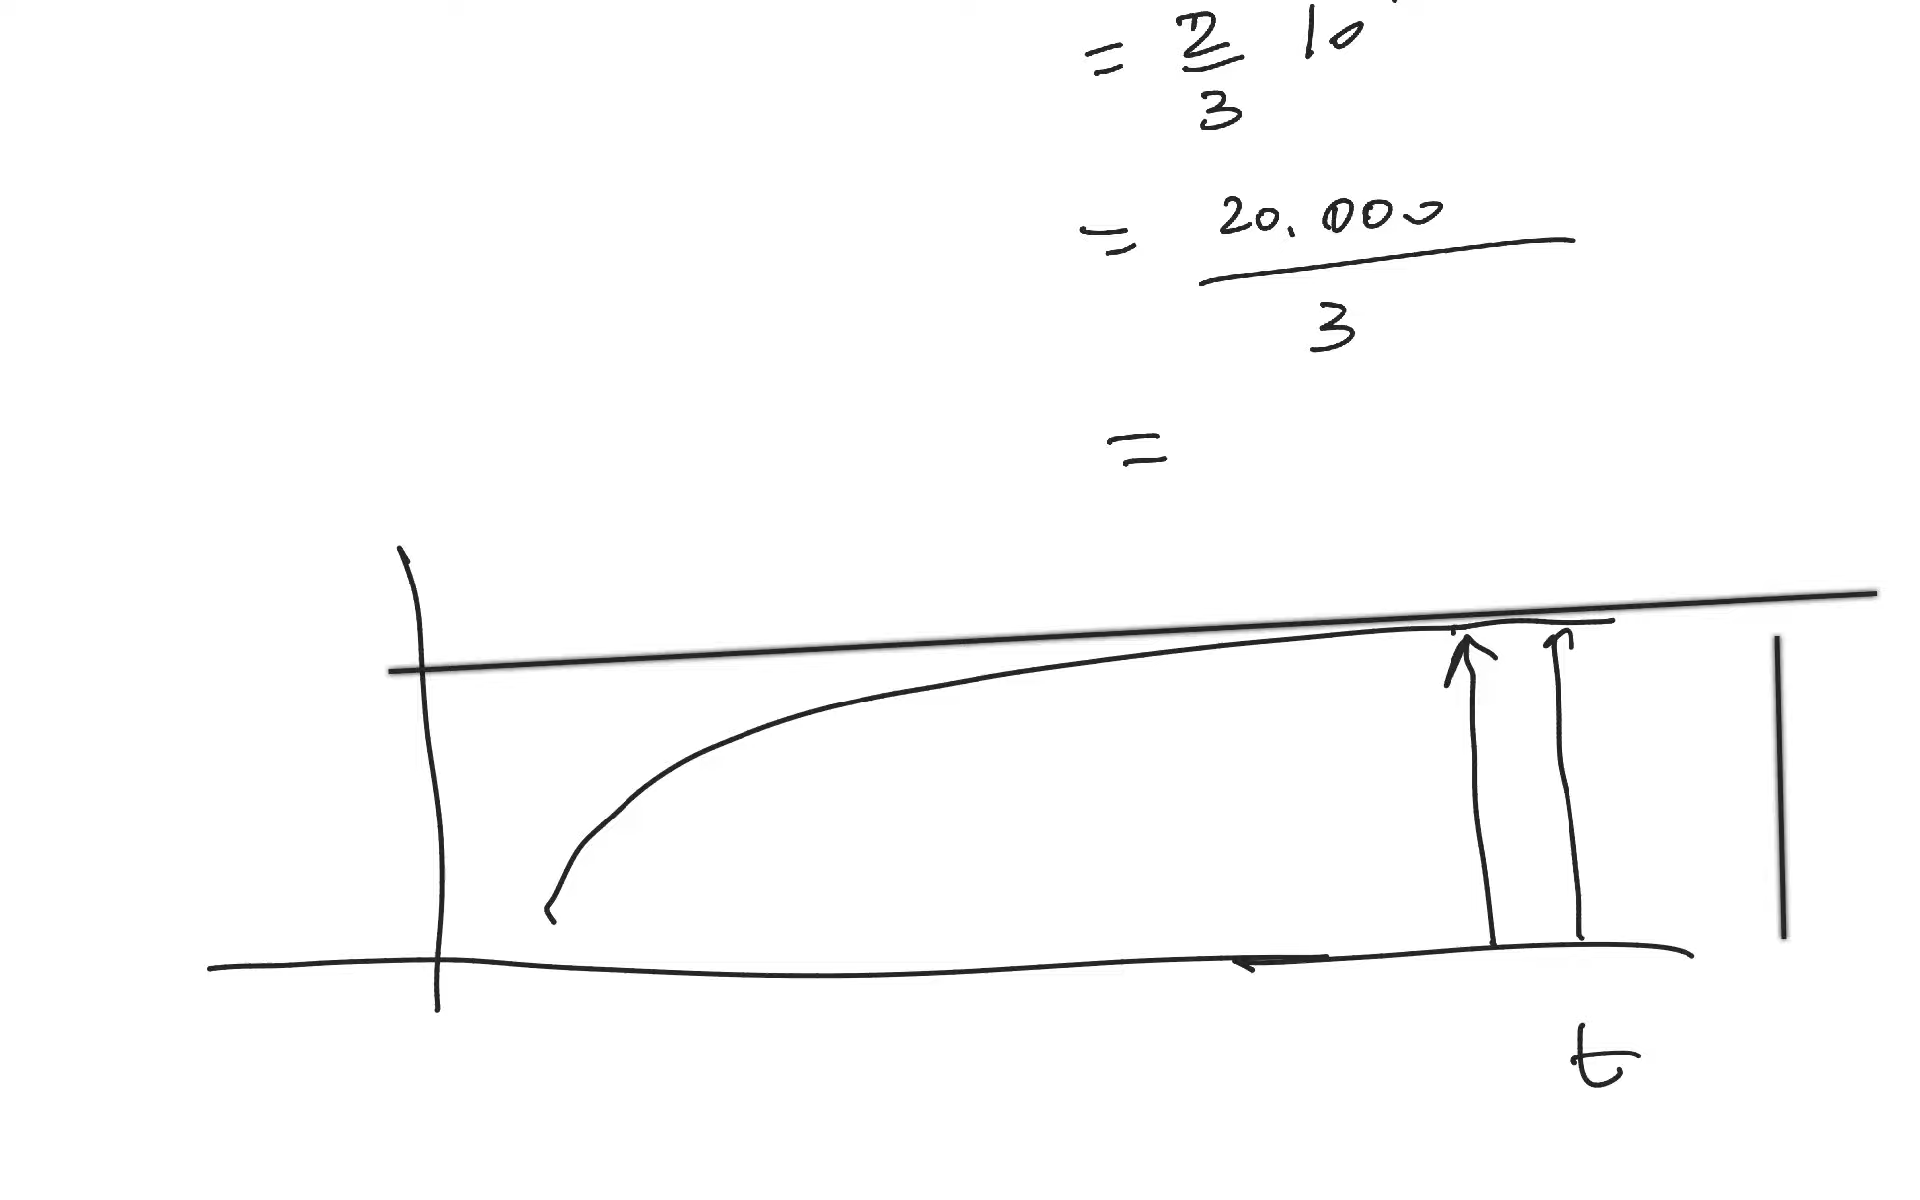 = 2/3 10
= 20.000/3
=
t